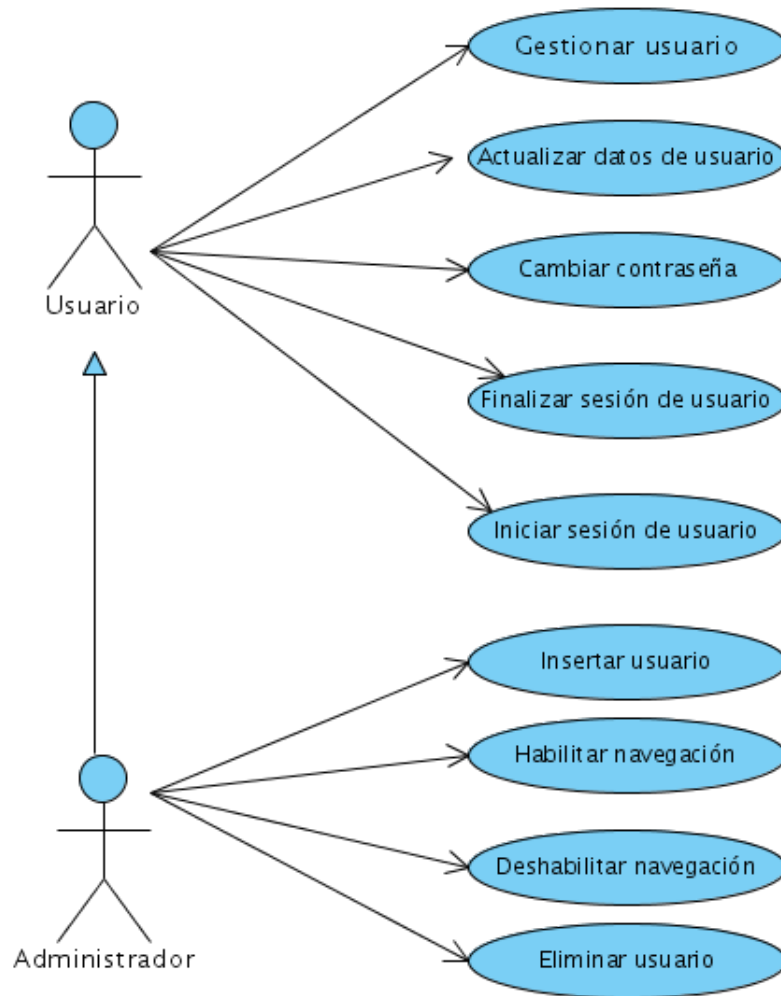 Gestionar usuario
Actualizar datos de usuario
Cambiar contraseña
Usuario
Finalizar sesión de usuario
Iniciar sesión de usuario
Insertar usuario
Habilitar navegación
Deshabilitar navegación
Administrador
Eliminar usuario